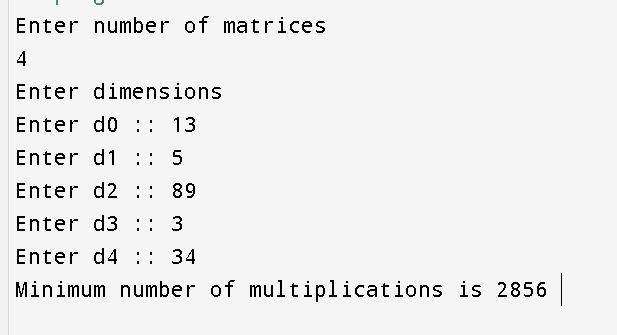 Enter number of matrices
4
Enter dimensions
Enter d0 :: 13
Enter d1 :: 5
Enter d2 :: 89
Enter d3 :: 3
Enter d4 :: 34
Minimum number of multiplications is 2856